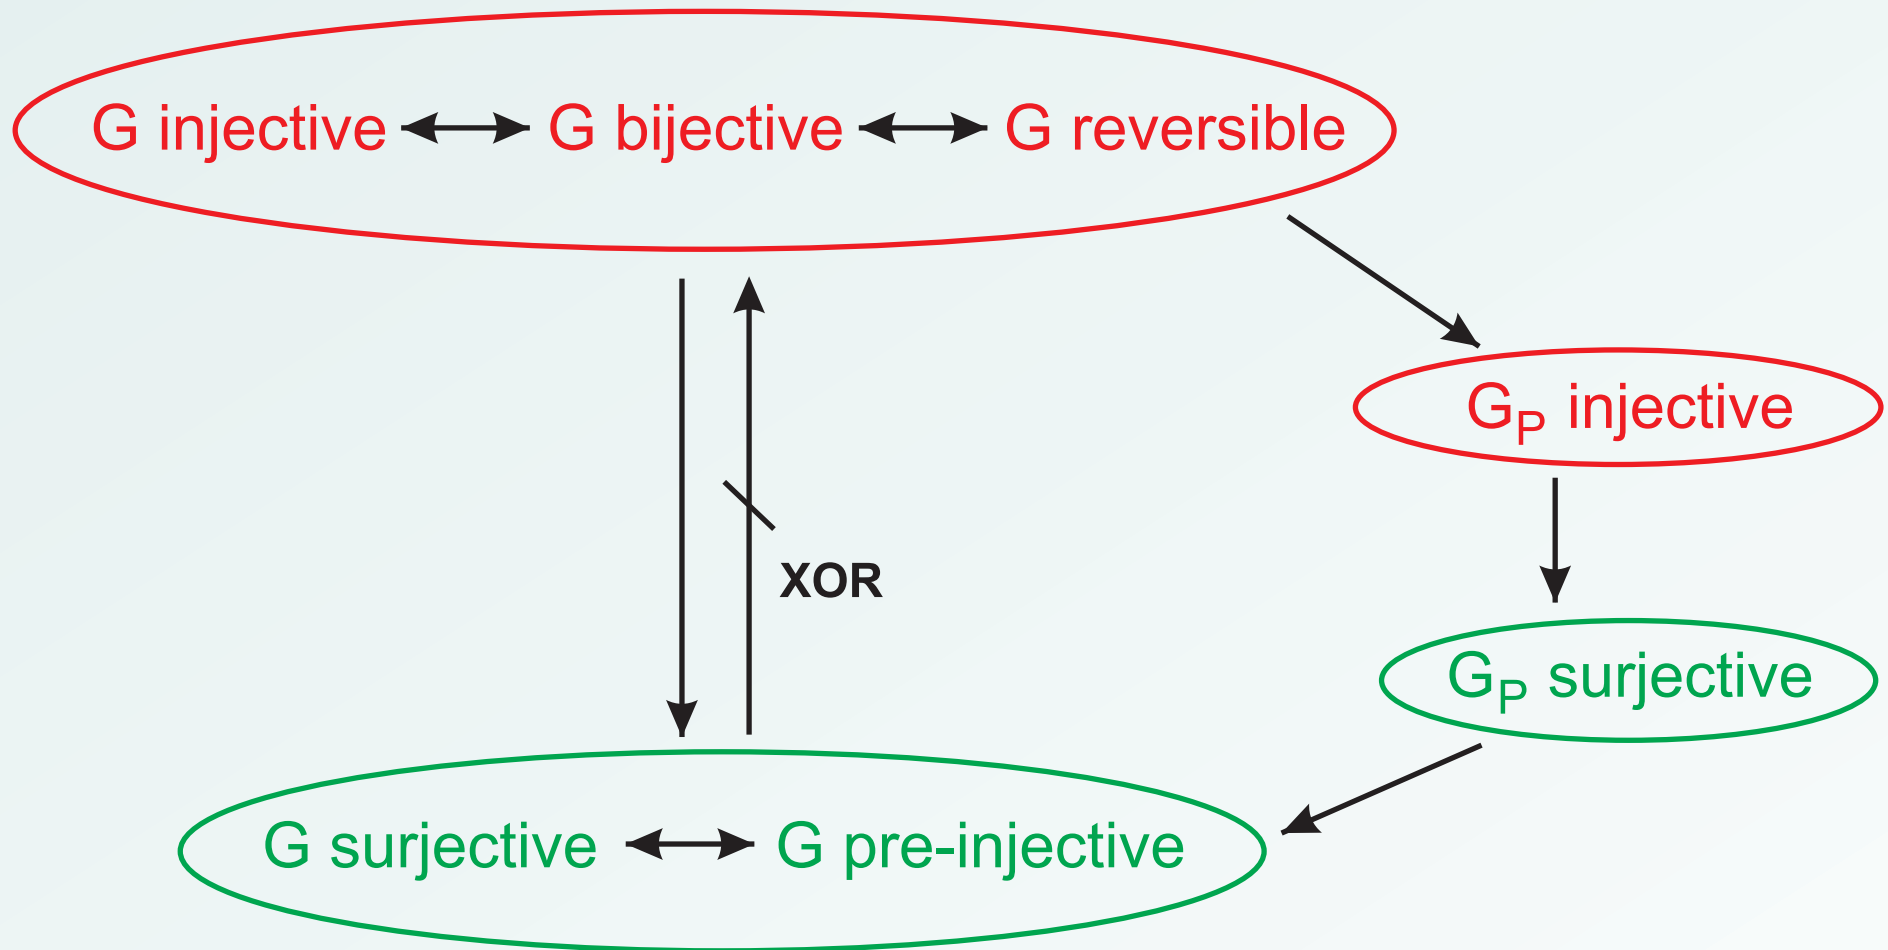 G injective G bijective G reversible
G_P injective
XOR
G_P surjective
G surjective G pre-injective